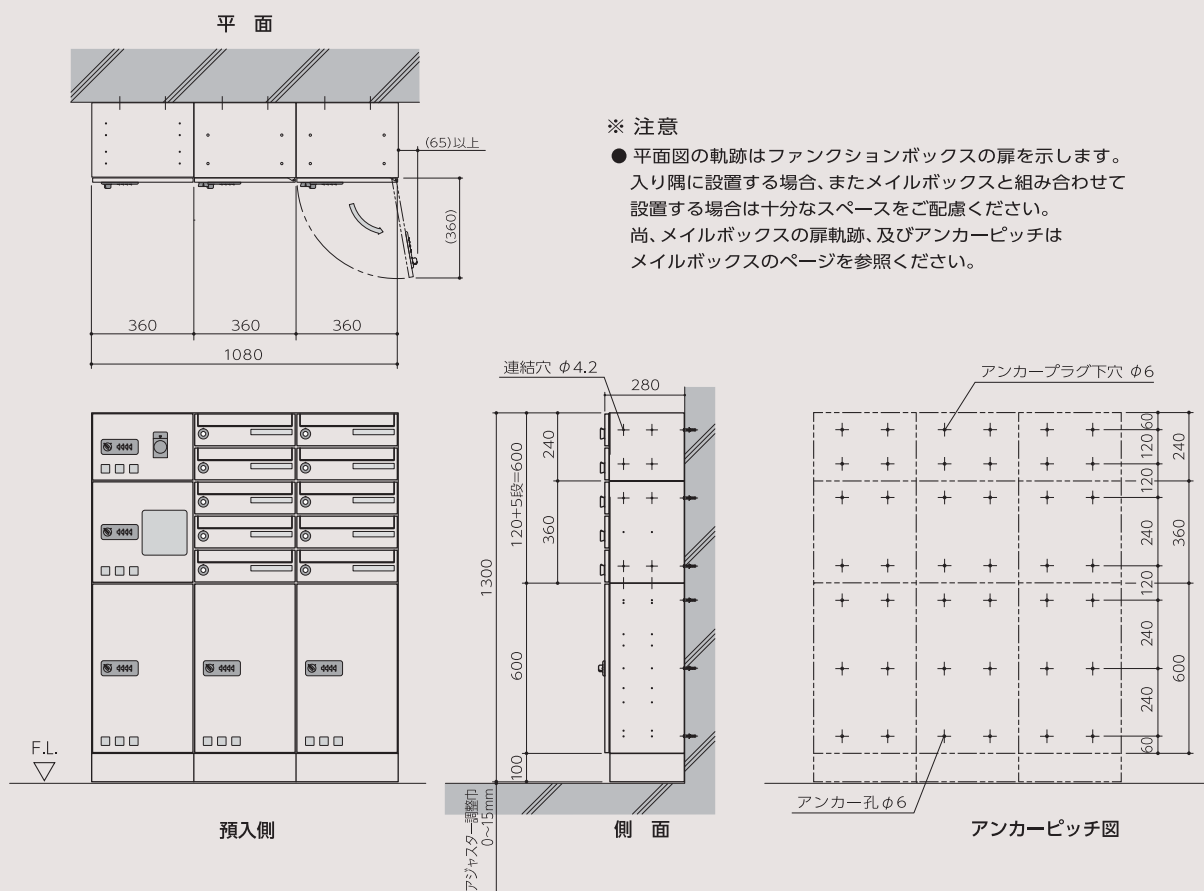 平 面
(65)以上
(360)
360
360
360
1080
※ 注意
● 平面図の軌跡はファンクションボックスの扉を示します。
入り隅に設置する場合、またメイルボックスと組み合わせて
設置する場合は十分なスペースをご配慮ください。
尚、メイルボックスの扉軌跡、及びアンカーピッチは
メイルボックスのページを参照ください。
F.L.
預入側
連結穴 φ4.2
280
240
120+5段=600
360
1300
600
100
アジャスター調整巾
0〜15mm
側 面
アンカープラグ下穴 φ6
60
120
240
120
240
360
120
240
600
240
60
アンカー孔φ6
アンカーピッチ図